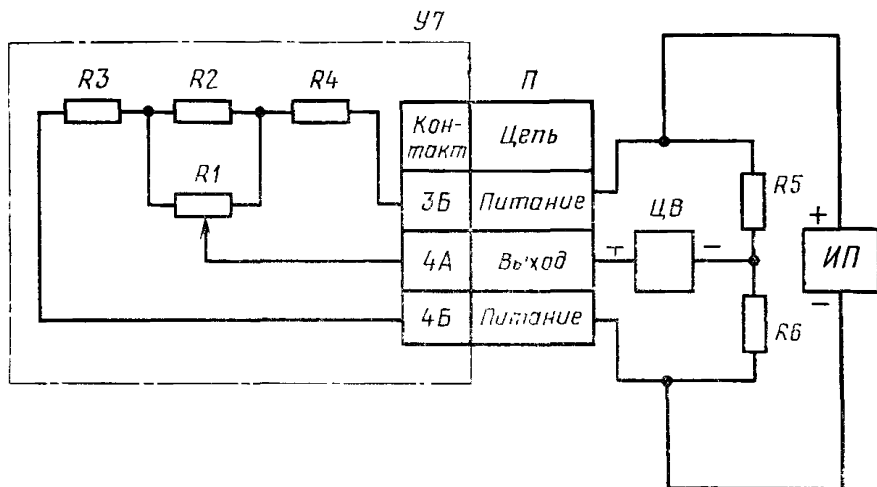 У7
R3
R2
R4
R1
П
Кон-
такт
Цепь
3Б
Питание
4А
Выход
4Б
Питание
ЦВ
+
-
R5
R6
+
ИП
-